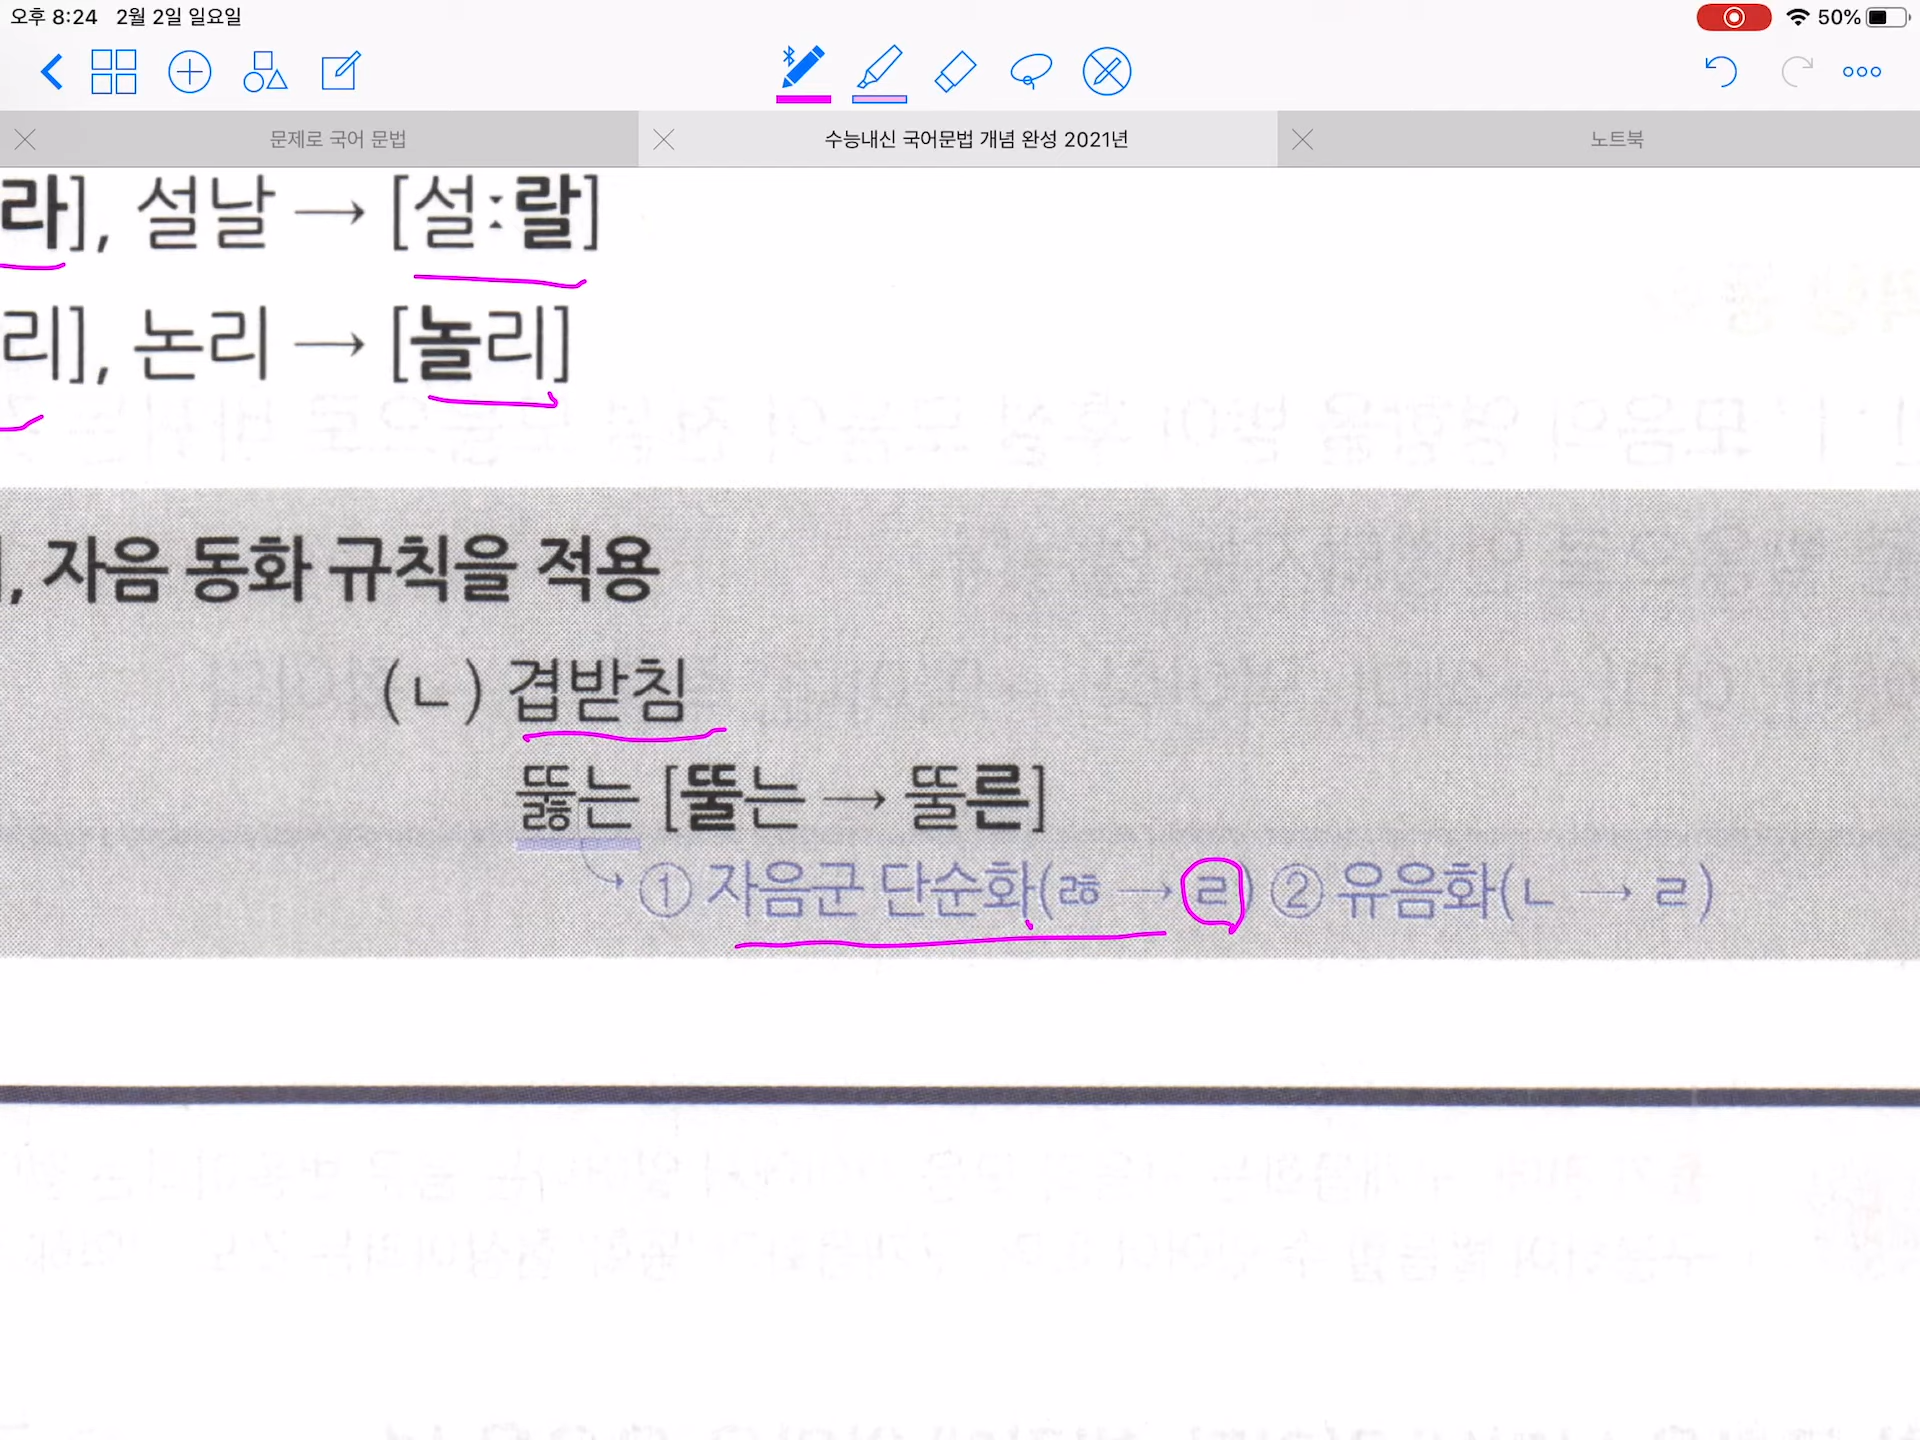 오후 8:24 2월 2일 일요일 50%
문제로 국어 문법 수능내신 국어문법 개념 완성 2021년 노트북
라], 설날 → [설ː랄]
리], 논리 → [놀리]
, 자음 동화 규칙을 적용
(ㄴ) 겹받침
뚫는 [뚤는 → 뚤른]
① 자음군 단순화(ㅀ → ㄹ) ② 유음화(ㄴ → ㄹ)